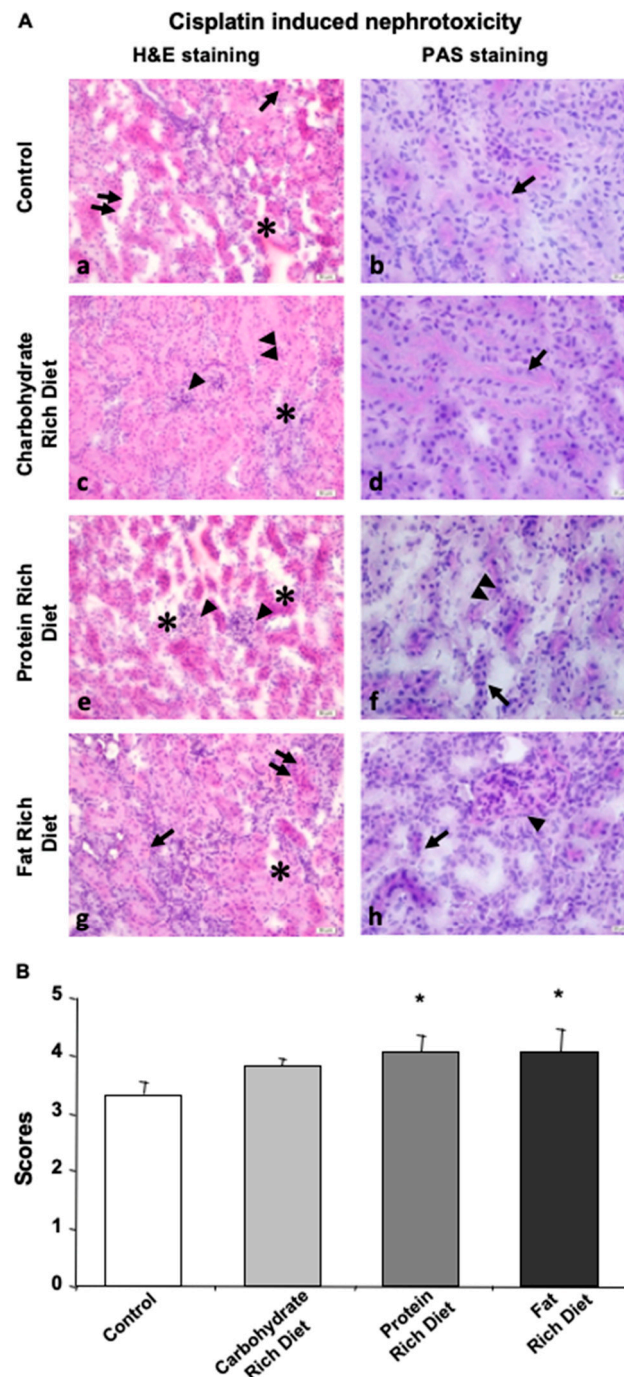 A
Cisplatin induced nephrotoxicity
H&E staining
PAS staining
Control
a
*
b
Charbohydrate
Rich Diet
c
*
d
Protein Rich
Diet
e
*
*
f
Fat Rich
Diet
g
*
h
B
Scores
5
4
3
2
1
0
*
*
Control
Carbohydrate
Rich Diet
Protein
Rich Diet
Fat
Rich Diet